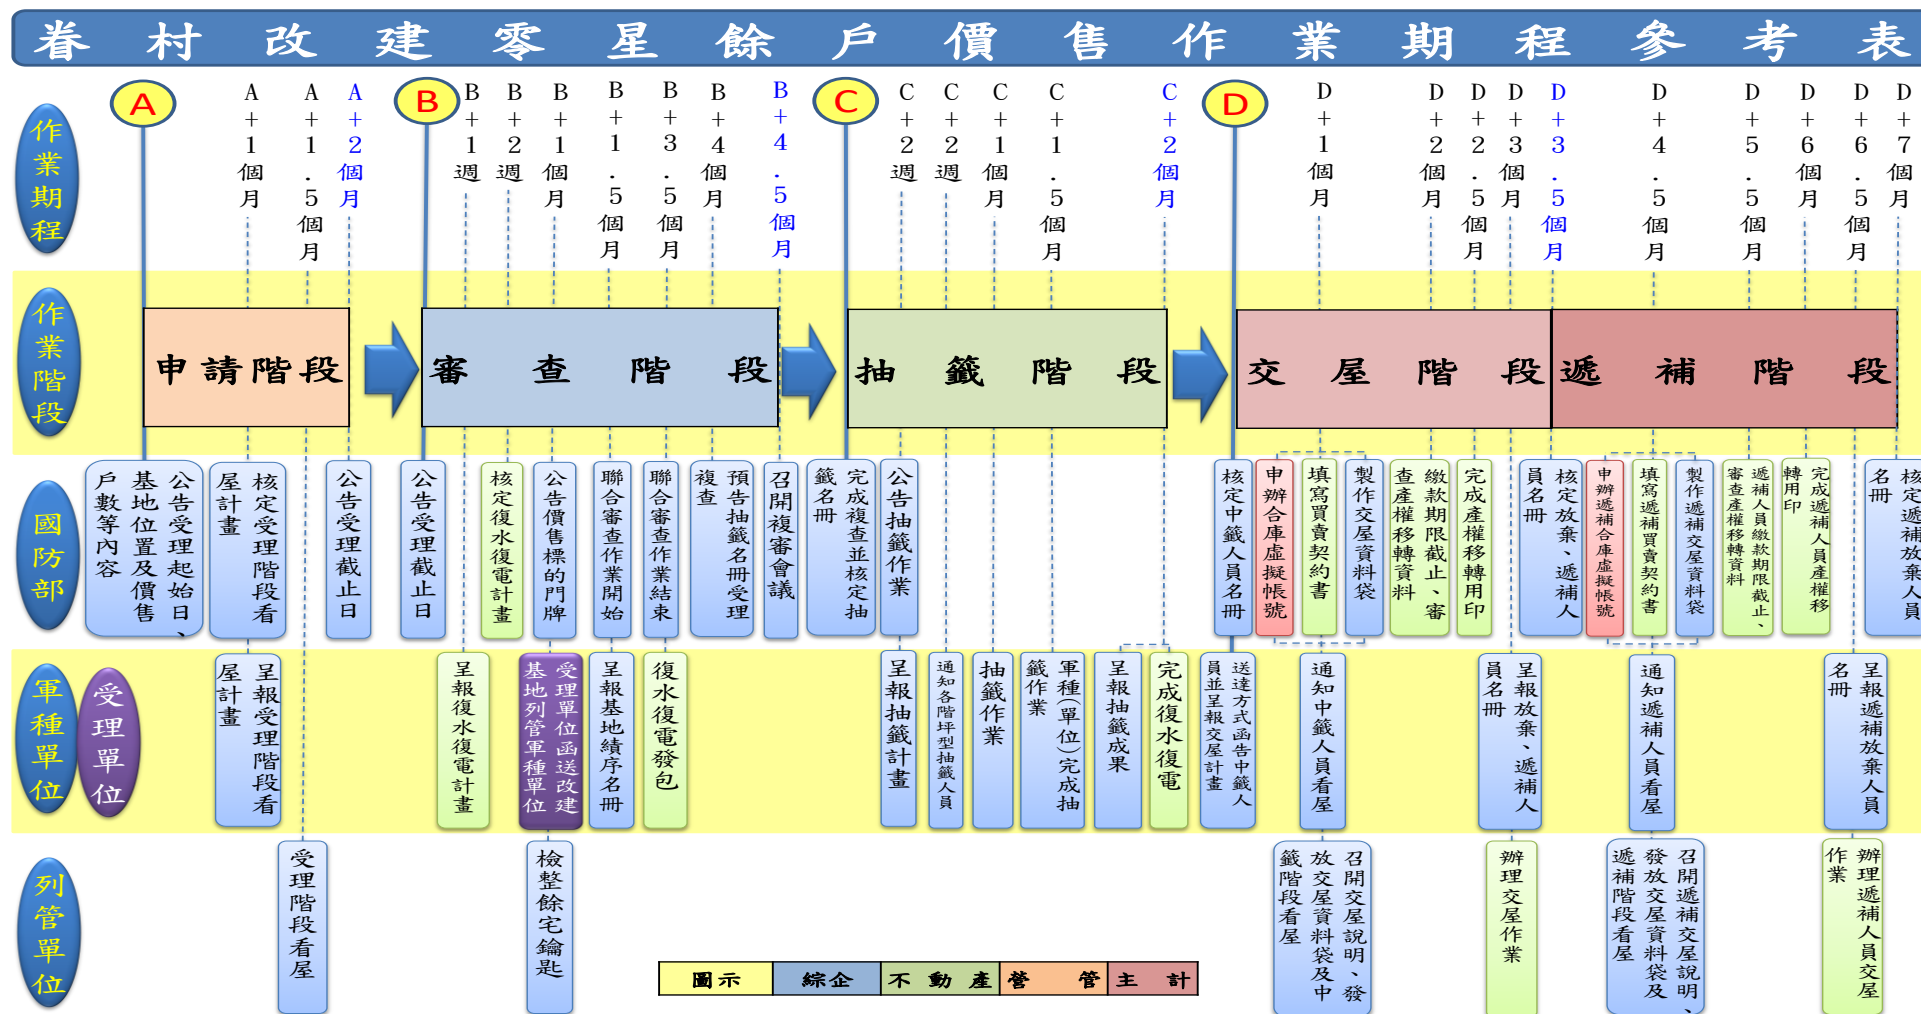 眷村改建零星餘戶價售作業期程參考表
作業期程
A
A+1個月
A+1.5個月
A+2個月
B
B+1週
B+2週
B+1個月
B+1.5個月
B+3.5個月
B+4個月
B+4.5個月
C
C+2週
C+2週
C+1個月
C+1.5個月
C+2個月
D
D+1個月
D+2個月
D+2.5個月
D+3個月
D+3.5個月
D+4.5個月
D+5.5個月
D+6個月
D+6.5個月
D+7個月
作業階段
申請階段
審查階段
抽籤階段
交屋階段
遞補階段
國防部
公告受理起始日、
基地位置及價售
戶數等內容
核定受理階段看
屋計畫
公告受理截止日
公告受理截止日
核定復水復電計畫
公告價售標的門牌
聯合審查作業開始
聯合審查作業結束
預告抽籤名冊受理
複查
召開複審會議
完成複查並核定抽
籤名冊
公告抽籤作業
核定中籤人員名冊
申辦合庫虛擬帳號
填寫買賣契約書
製作交屋資料袋
繳款期限截止、審
查產權移轉資料
完成產權移轉用印
核定放棄、遞補人
員名冊
申辦遞補合庫虛擬帳號
填寫遞補買賣契約書
製作遞補交屋資料袋
遞補人員繳款期限截止、
審查產權移轉資料
完成遞補人員產權移
轉用印
核定遞補放棄人員
名冊
軍種單位
受理單位
呈報受理階段看
屋計畫
呈報復水復電計畫
受理單位函送改建
基地列管軍種單位
呈報基地績序名冊
復水復電發包
呈報抽籤計畫
通知各階坪型抽籤人員
抽籤作業
軍種(單位)完成抽
籤作業
呈報抽籤成果
完成復水復電
送達方式函告中籤人
員並呈報交屋計畫
通知中籤人員看屋
呈報放棄、遞補人
員名冊
通知遞補人員看屋
呈報遞補放棄人員
名冊
列管單位
受理階段看屋
檢整餘宅鑰匙
召開交屋說明、發
放交屋資料袋及中
籤階段看屋
辦理交屋作業
召開遞補交屋說明、
發放交屋資料袋及
遞補階段看屋
辦理遞補人員交屋
作業
圖示
綜企
不動產
營管
主計